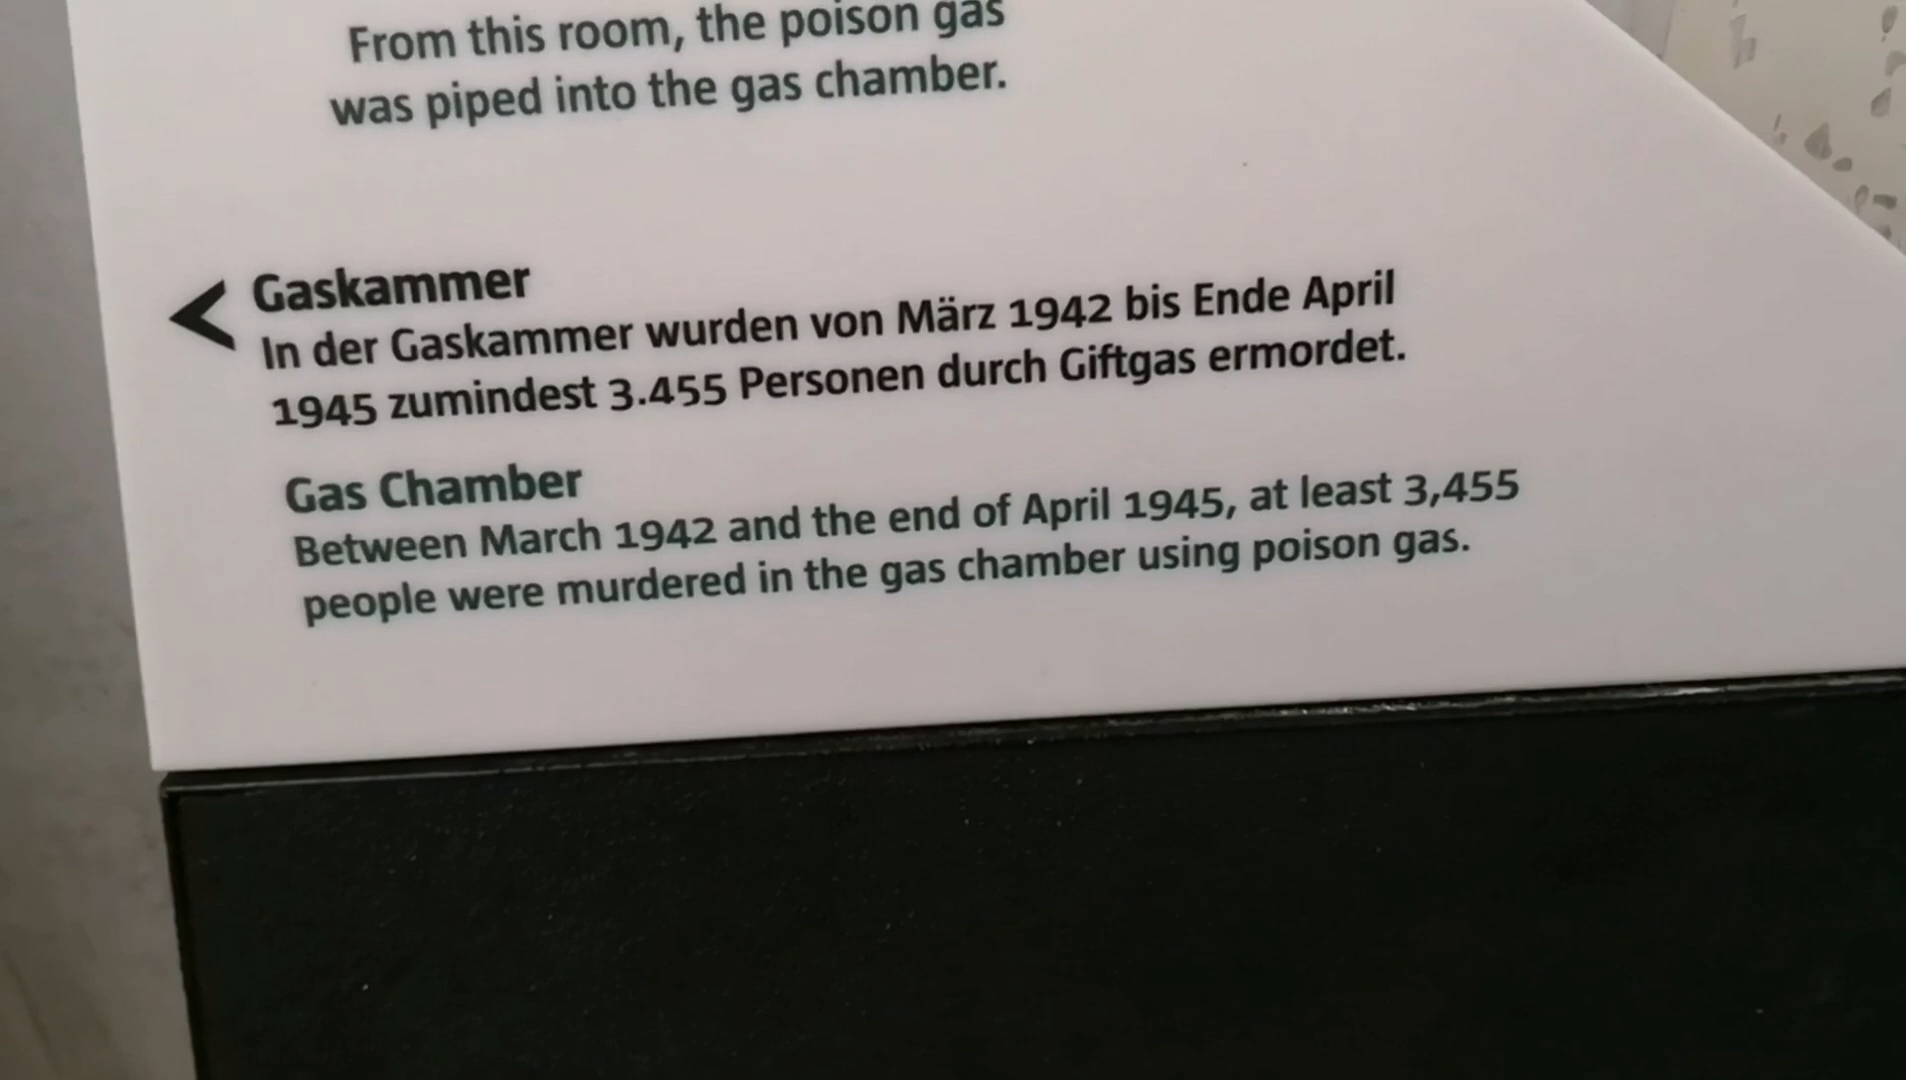 From this room, the poison gas
was piped into the gas chamber.
Gaskammer
In der Gaskammer wurden von März 1942 bis Ende April
1945 zumindest 3.455 Personen durch Giftgas ermordet.
Gas Chamber
Between March 1942 and the end of April 1945, at least 3,455
people were murdered in the gas chamber using poison gas.